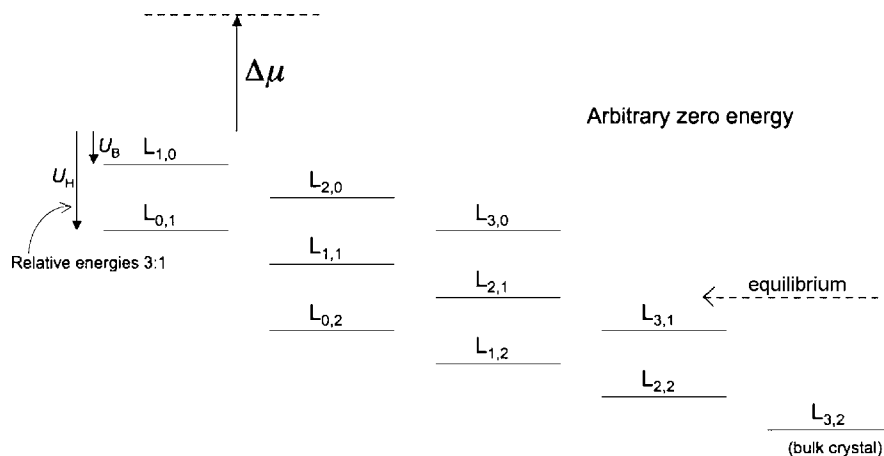 Δμ
Arbitrary zero energy
U_B
L_{1,0}
U_H
L_{2,0}
L_{0,1}
L_{3,0}
Relative energies 3:1
L_{1,1}
L_{2,1}
equilibrium
L_{0,2}
L_{3,1}
L_{1,2}
L_{2,2}
L_{3,2}
(bulk crystal)